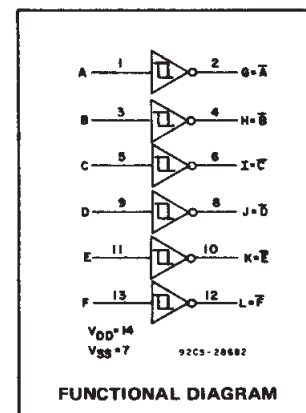 A 1 2 G=A̅
B 3 4 H=B̅
C 5 6 I=C̅
D 9 8 J=D̅
E 11 10 K=E̅
F 13 12 L=F̅
VDD=14
VSS=7 92CS-28682
FUNCTIONAL DIAGRAM